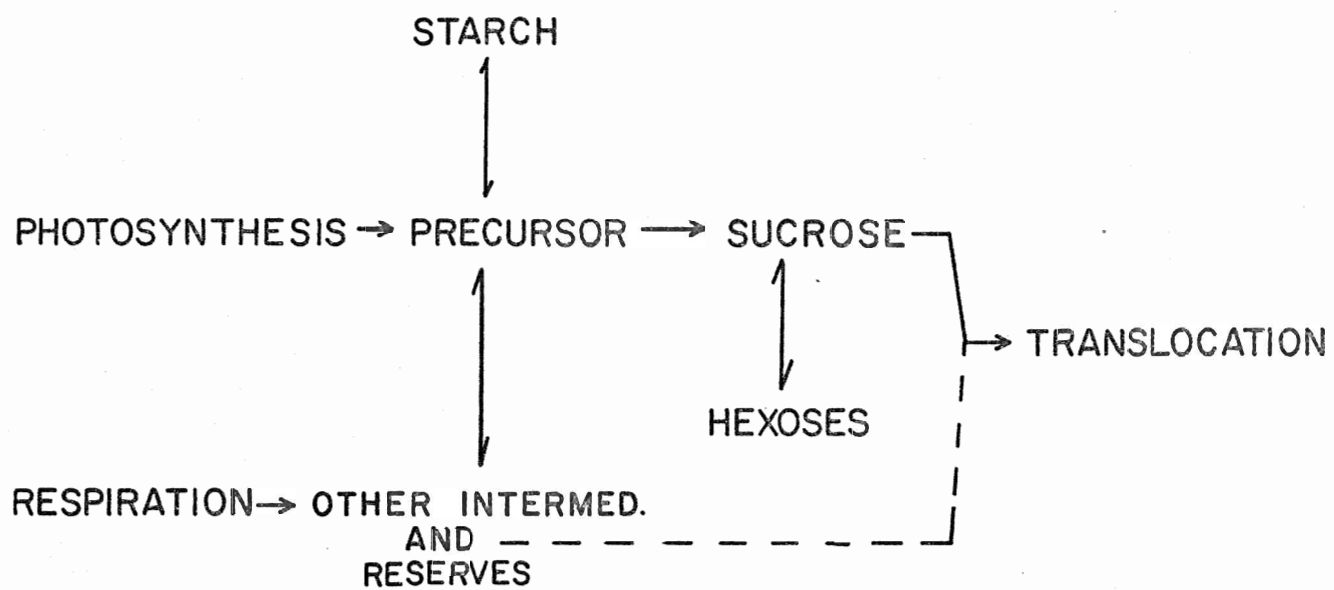 STARCH
PHOTOSYNTHESIS → PRECURSOR → SUCROSE
TRANSLOCATION
HEXOSES
RESPIRATION → OTHER INTERMED.
AND
RESERVES